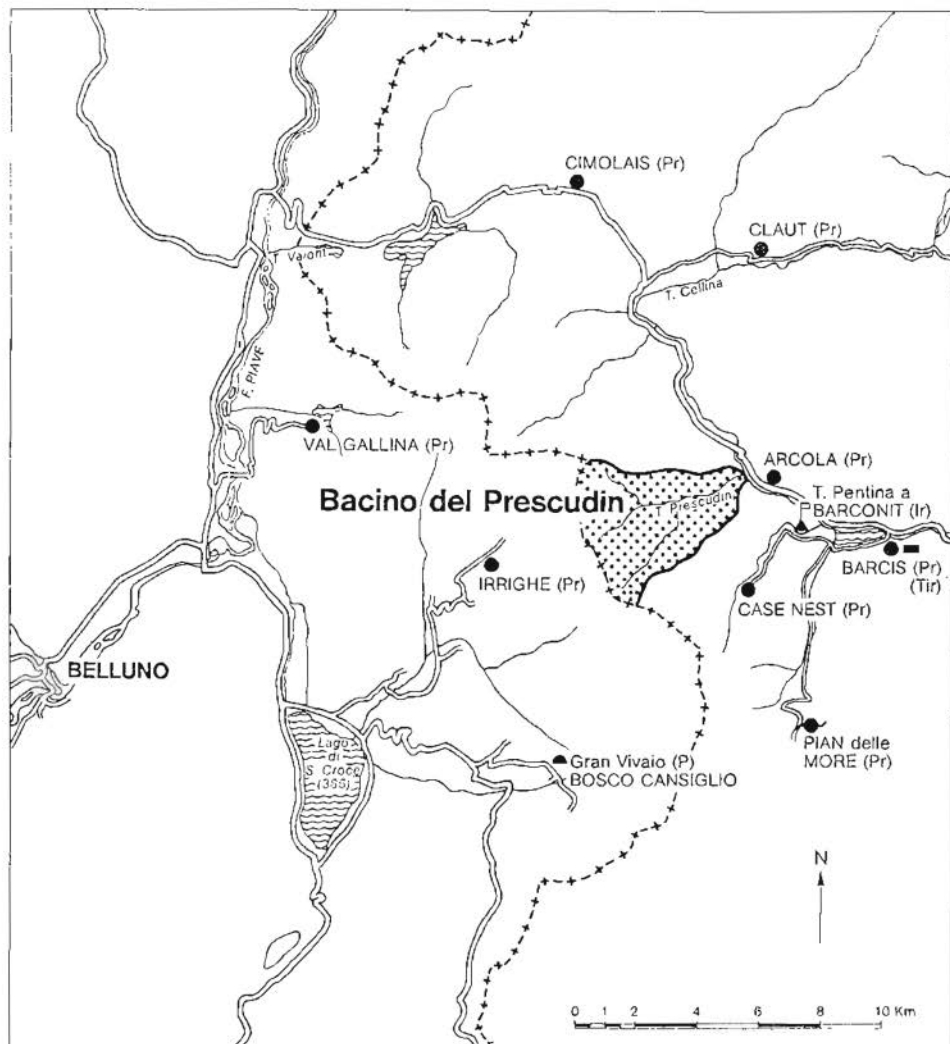 CIMOLAIS (Pr)
CLAUT (Pr)
T. Vaiont
T. Cellina
F. PIAVE
VAL GALLINA (Pr)
ARCOLA (Pr)
Bacino del Prescudin
T. Prescudin
T. Pentina a
BARCONIT (Ir)
IRRIGHE (Pr)
BARCIS (Pr)
(Tir)
CASE NEST (Pr)
BELLUNO
Lago
di
S. Croce
(386)
PIAN delle
MORE (Pr)
Gran Vivaio (P)
BOSCO CANSIGLIO
N
0 1 2 4 6 8 10 Km